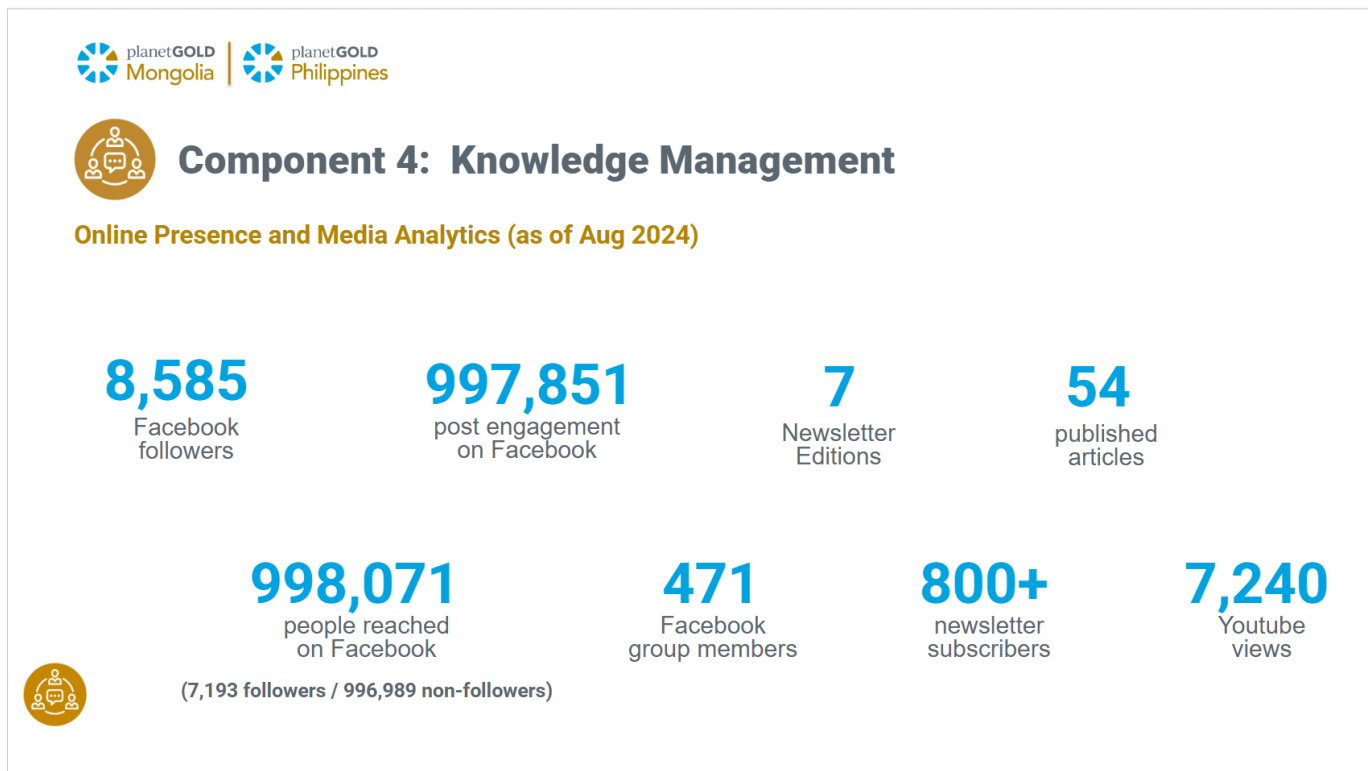 planetGOLD
Mongolia
planetGOLD
Philippines
Component 4: Knowledge Management
Online Presence and Media Analytics (as of Aug 2024)
8,585
Facebook
followers
997,851
post engagement
on Facebook
7
Newsletter
Editions
54
published
articles
998,071
people reached
on Facebook
(7,193 followers / 996,989 non-followers)
471
Facebook
group members
800+
newsletter
subscribers
7,240
Youtube
views